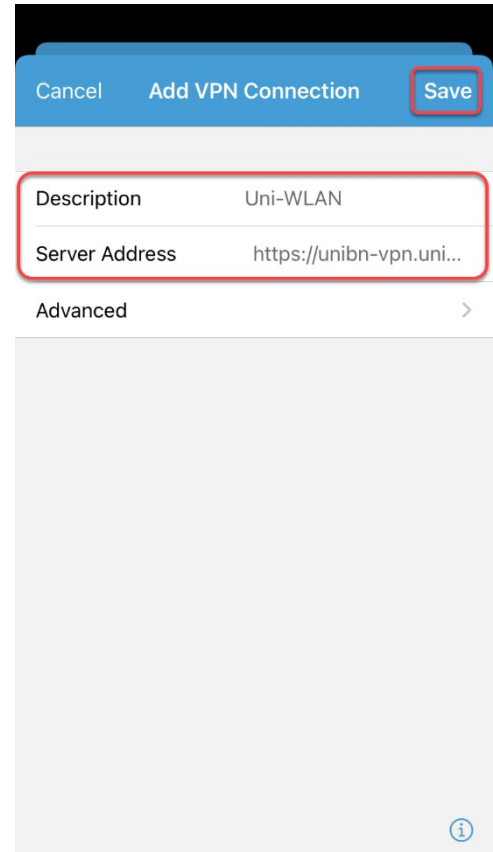 Cancel Add VPN Connection Save
Description Uni-WLAN
Server Address https://unibn-vpn.uni...
Advanced